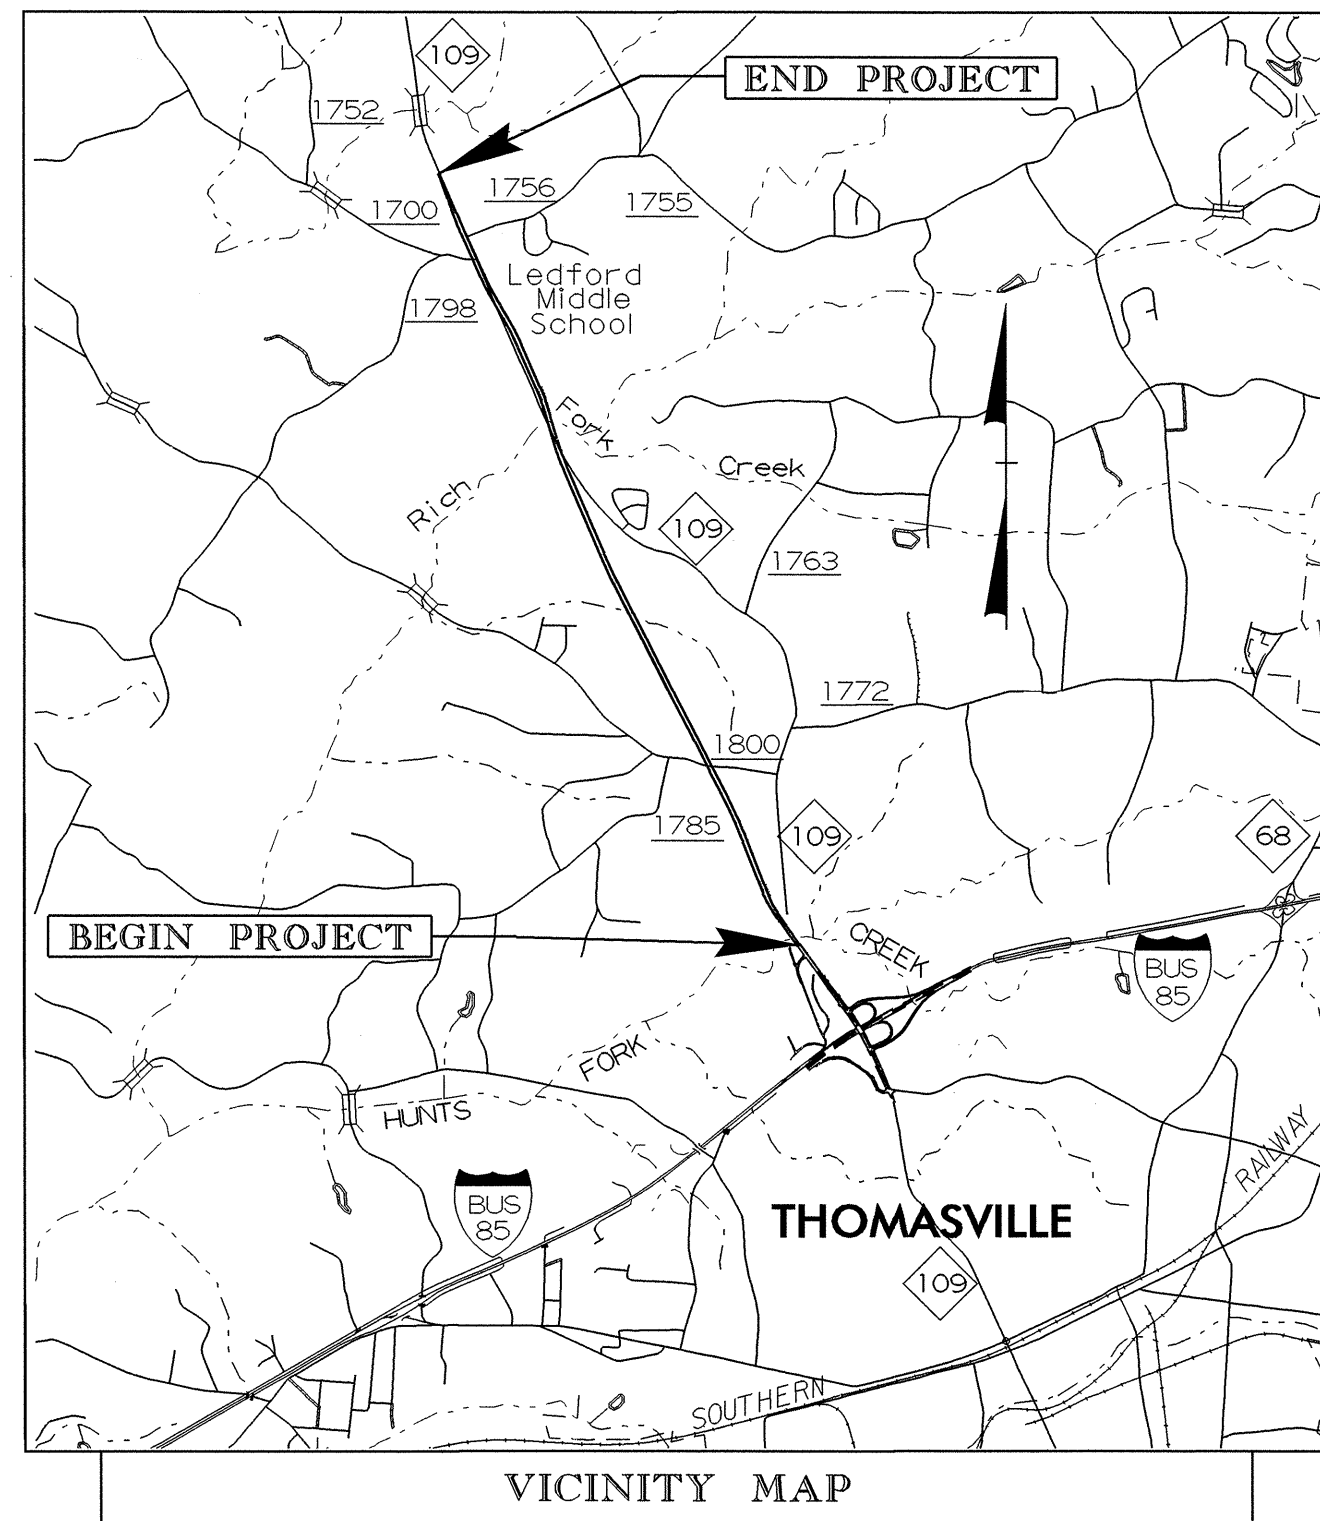 109
END PROJECT
1752
1756
1700
1755
Ledford
Middle
School
1798
Fork
Creek
Rich
109
1763
1772
1800
1785
109
68
BEGIN PROJECT
CREEK
BUS
85
FORK
HUNTS
RAILWAY
BUS
85
THOMASVILLE
109
SOUTHERN
VICINITY MAP